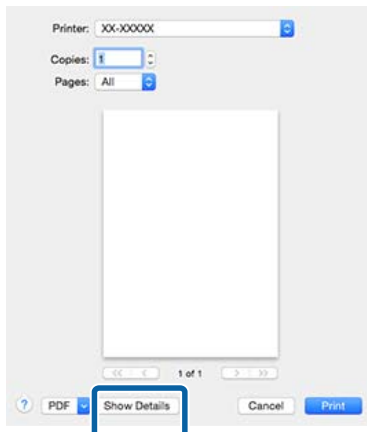 Printer: XX-XXXXX
Copies: 1
Pages: All
<< < 1 of 1 > >>
? PDF Show Details Cancel Print